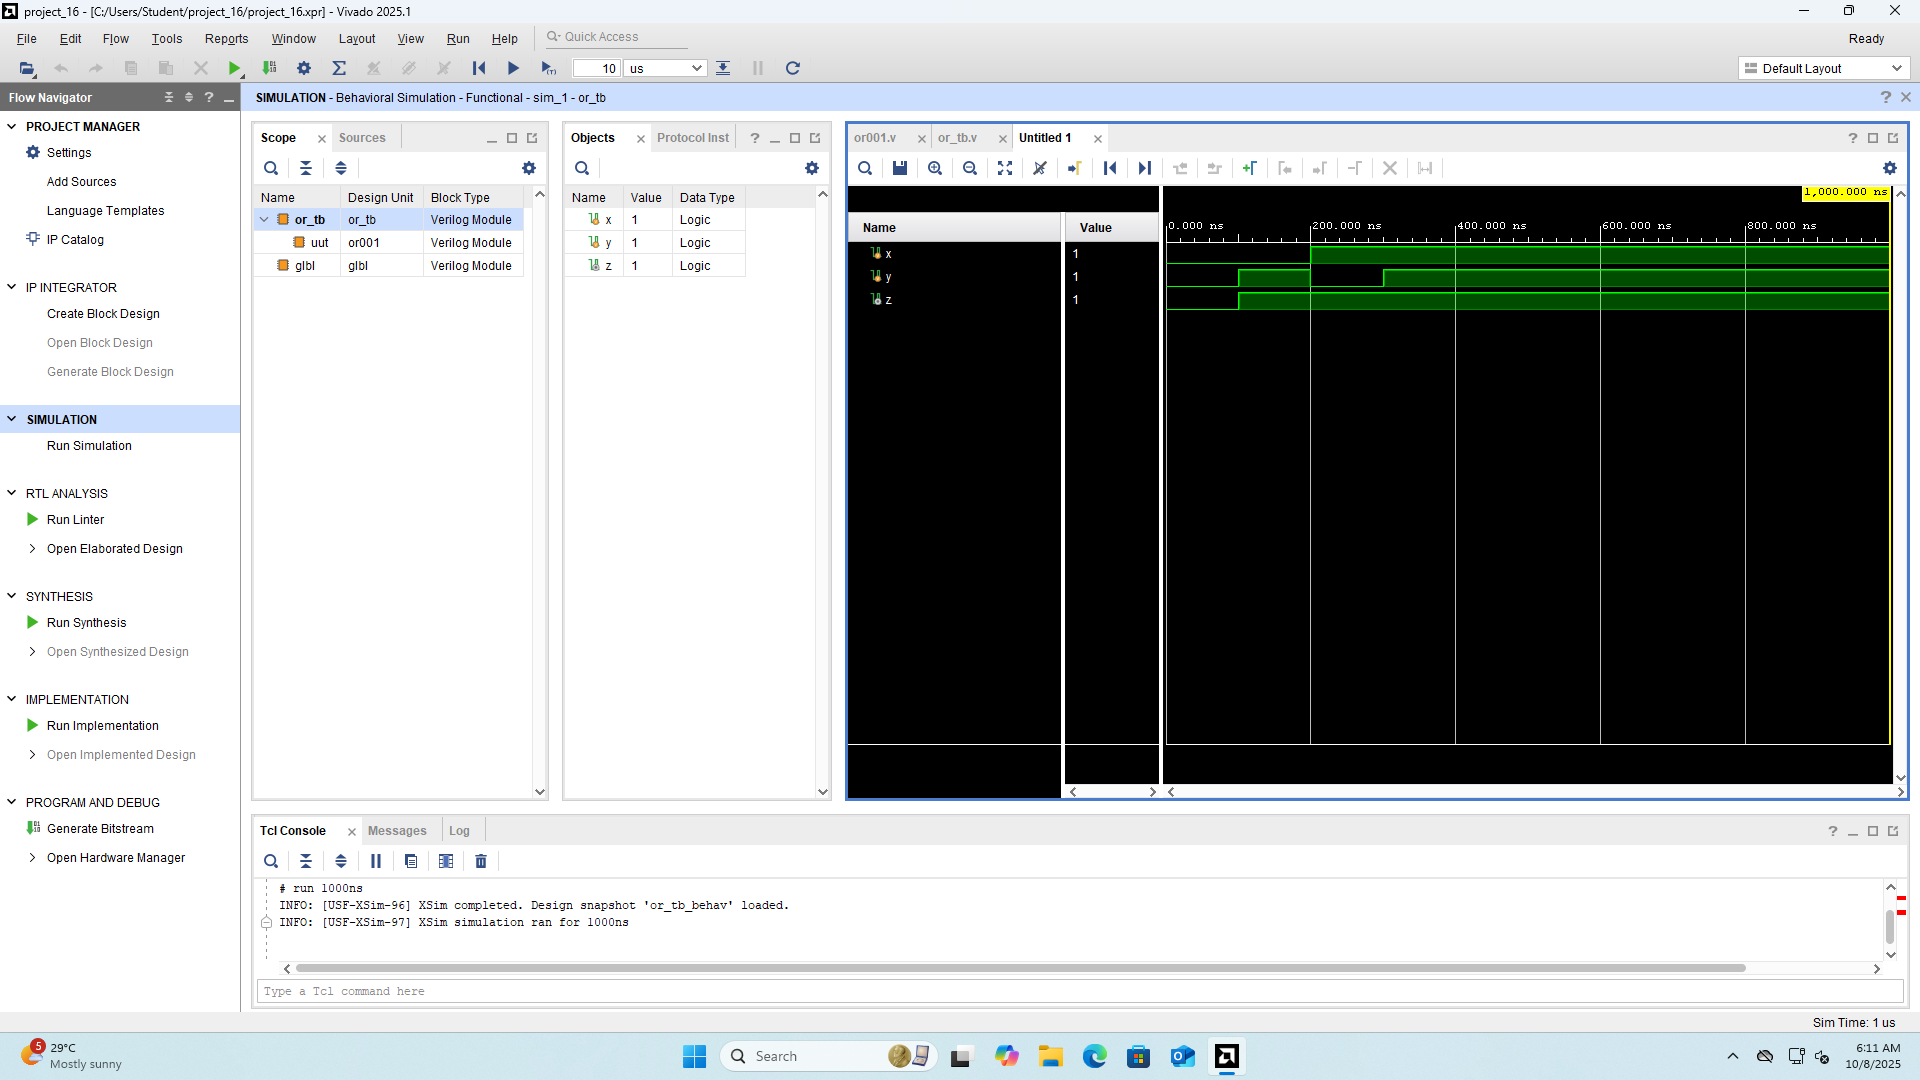 project_16 - [C:/Users/Student/project_16/project_16.xpr] - Vivado 2025.1
File Edit Flow Tools Reports Window Layout View Run Help Quick Access Ready
10 us Default Layout
Flow Navigator
PROJECT MANAGER
Settings
Add Sources
Language Templates
IP Catalog
IP INTEGRATOR
Create Block Design
Open Block Design
Generate Block Design
SIMULATION
Run Simulation
RTL ANALYSIS
Run Linter
Open Elaborated Design
SYNTHESIS
Run Synthesis
Open Synthesized Design
IMPLEMENTATION
Run Implementation
Open Implemented Design
PROGRAM AND DEBUG
Generate Bitstream
Open Hardware Manager
SIMULATION - Behavioral Simulation - Functional - sim_1 - or_tb
Scope Sources
Name Design Unit Block Type
or_tb or_tb Verilog Module
uut or001 Verilog Module
glbl glbl Verilog Module
Objects Protocol Inst
Name Value Data Type
x 1 Logic
y 1 Logic
z 1 Logic
or001.v or_tb.v Untitled 1
1,000.000 ns
Name Value
0.000 ns 200.000 ns 400.000 ns 600.000 ns 800.000 ns
x 1
y 1
z 1
Tcl Console Messages Log
# run 1000ns
INFO: [USF-XSim-96] XSim completed. Design snapshot 'or_tb_behav' loaded.
INFO: [USF-XSim-97] XSim simulation ran for 1000ns
Type a Tcl command here
Sim Time: 1 us
5
29°C
Mostly sunny
Search
6:11 AM
10/8/2025